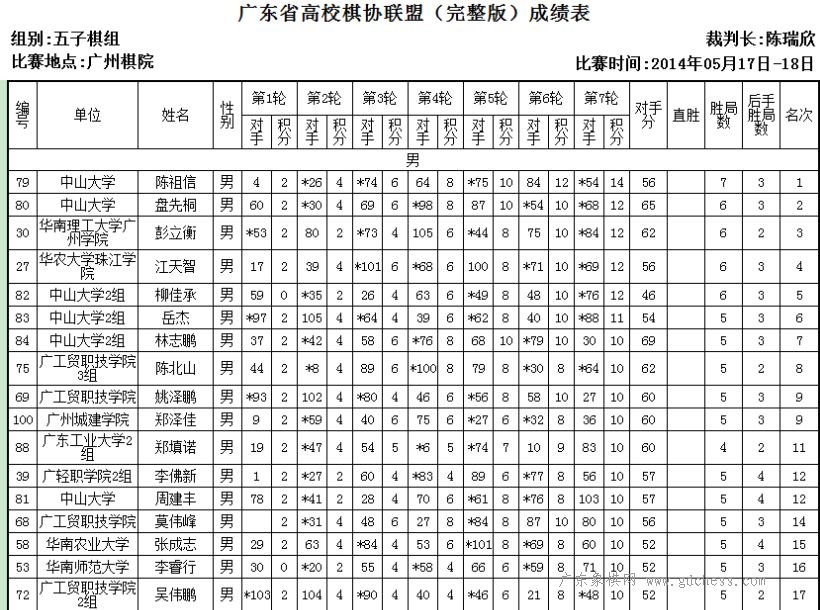 广东省高校棋协联盟（完整版）成绩表
组别:五子棋组 裁判长:陈瑞欣
比赛地点:广州棋院 比赛时间:2014年05月17日-18日
编号 单位 姓名 性别 第1轮 第2轮 第3轮 第4轮 第5轮 第6轮 第7轮 对手分 直胜 胜局数 后手胜局数 名次
对手 积分 对手 积分 对手 积分 对手 积分 对手 积分 对手 积分 对手 积分
男
79 中山大学 陈祖信 男 4 2 *26 4 *74 6 64 8 *75 10 84 12 *54 14 56 7 3 1
80 中山大学 盘先桐 男 60 2 *30 4 69 6 *98 8 87 10 *54 10 *68 12 65 6 3 2
30 华南理工大学广州学院 彭立衡 男 *53 2 80 2 *73 4 105 6 *44 8 75 10 *84 12 62 6 2 3
27 华农大学珠江学院 江天智 男 17 2 39 4 *101 6 *68 6 100 8 *71 10 *69 12 56 6 3 4
82 中山大学2组 柳佳承 男 59 0 *35 2 26 4 63 6 *49 8 48 10 *76 12 46 6 3 5
83 中山大学2组 岳杰 男 *97 2 105 4 *64 4 39 6 *62 8 40 10 *88 11 54 5 3 6
84 中山大学2组 林志鹏 男 37 2 *42 4 58 6 *76 8 68 10 *79 10 30 10 69 5 3 7
75 广工贸职技学院3组 陈北山 男 44 2 *8 4 89 6 *100 8 79 8 *30 8 *64 10 62 5 2 8
69 广工贸职技学院 姚泽鹏 男 *93 2 102 4 *80 4 46 6 *56 8 58 10 27 10 60 5 3 9
100 广州城建学院 郑泽佳 男 9 2 *59 4 40 6 75 6 *27 6 *32 8 36 10 60 5 3 9
88 广东工业大学2组 郑填诺 男 19 2 *47 4 54 5 *6 5 *74 7 10 9 83 10 60 4 2 11
39 广轻职学院2组 李佛新 男 1 2 *27 2 60 4 *83 4 89 6 *77 8 56 10 57 5 4 12
81 中山大学 周建丰 男 78 2 *41 2 28 4 70 6 *61 8 *76 8 103 10 57 5 4 12
68 广工贸职技学院 莫伟峰 男 2 *31 4 48 6 27 8 *84 8 87 10 80 10 56 5 3 14
58 华南农业大学 张成志 男 29 2 63 4 *84 4 53 6 *101 8 *69 8 60 10 52 5 4 15
53 华南师范大学 李睿行 男 30 0 *20 2 55 4 *58 4 66 6 *59 8 71 10 52 5 3 16
72 广工贸职技学院2组 吴伟鹏 男 *103 2 104 4 *90 4 40 4 *46 6 21 8 *48 10 52 5 2 17
广东象棋网 www.gdchess.com